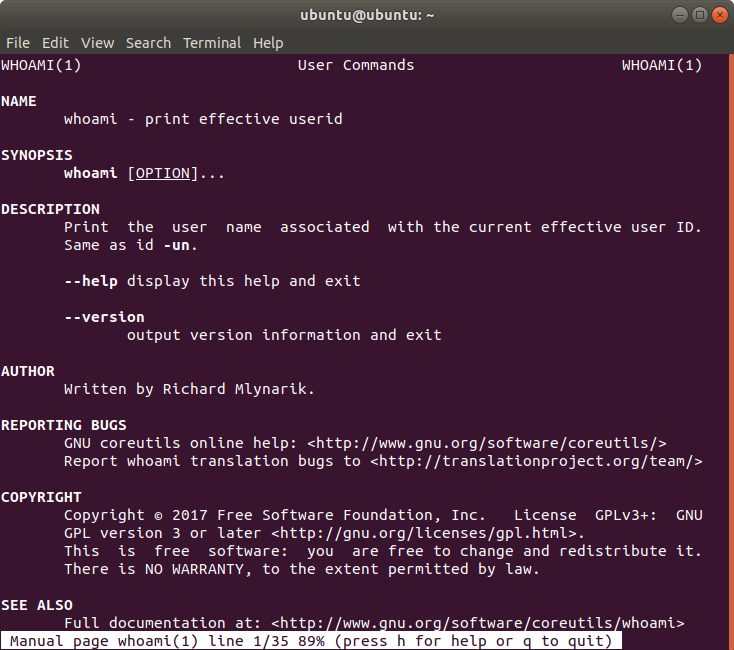 ubuntu@ubuntu: ~
File Edit View Search Terminal Help
WHOAMI(1) User Commands WHOAMI(1)
NAME
whoami - print effective userid
SYNOPSIS
whoami [OPTION]...
DESCRIPTION
Print the user name associated with the current effective user ID.
Same as id -un.
--help display this help and exit
--version
output version information and exit
AUTHOR
Written by Richard Mlynarik.
REPORTING BUGS
GNU coreutils online help: <http://www.gnu.org/software/coreutils/>
Report whoami translation bugs to <http://translationproject.org/team/>
COPYRIGHT
Copyright © 2017 Free Software Foundation, Inc. License GPLv3+: GNU
GPL version 3 or later <http://gnu.org/licenses/gpl.html>.
This is free software: you are free to change and redistribute it.
There is NO WARRANTY, to the extent permitted by law.
SEE ALSO
Full documentation at: <http://www.gnu.org/software/coreutils/whoami>
Manual page whoami(1) line 1/35 89% (press h for help or q to quit)